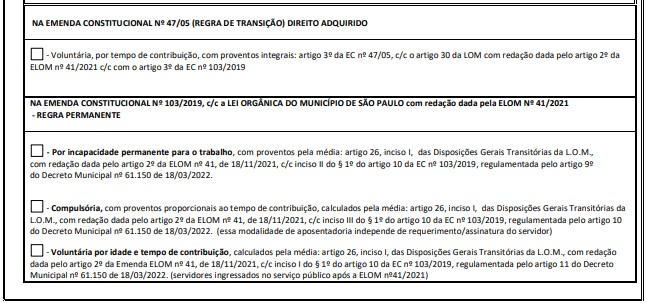 NA EMENDA CONSTITUCIONAL Nº 47/05 (REGRA DE TRANSIÇÃO) DIREITO ADQUIRIDO
- Voluntária, por tempo de contribuição, com proventos integrais: artigo 3º da EC nº 47/05, c/c o artigo 30 da LOM com redação dada pelo artigo 2º da
ELOM nº 41/2021 c/c com o artigo 3º da EC nº 103/2019
NA EMENDA CONSTITUCIONAL Nº 103/2019, c/c a LEI ORGÂNICA DO MUNICÍPIO DE SÃO PAULO com redação dada pela ELOM Nº 41/2021
- REGRA PERMANENTE
- Por incapacidade permanente para o trabalho, com proventos pela média: artigo 26, inciso I, das Disposições Gerais Transitórias da L.O.M.,
com redação dada pelo artigo 2º da ELOM nº 41, de 18/11/2021, c/c inciso II do § 1º do artigo 10 da EC nº 103/2019, regulamentada pelo artigo 9º
do Decreto Municipal nº 61.150 de 18/03/2022.
- Compulsória, com proventos proporcionais ao tempo de contribuição, calculados pela média: artigo 26, inciso I, das Disposições Gerais Transitórias da
L.O.M., com redação dada pelo artigo 2º da ELOM nº 41, de 18/11/2021, c/c inciso III do § 1º do artigo 10 da EC nº 103/2019, regulamentada pelo artigo 10
do Decreto Municipal nº 61.150 de 18/03/2022. (essa modalidade de aposentadoria independe de requerimento/assinatura do servidor)
- Voluntária por idade e tempo de contribuição, calculados pela média: artigo 26, inciso I, das Disposições Gerais Transitórias da L.O.M., com redação
dada pelo artigo 2º da Emenda ELOM nº 41, de 18/11/2021, c/c inciso I do § 1º do artigo 10 da EC nº 103/2019, regulamentada pelo artigo 11 do Decreto
Municipal nº 61.150 de 18/03/2022. (servidores ingressados no serviço público após a ELOM nº41/2021)